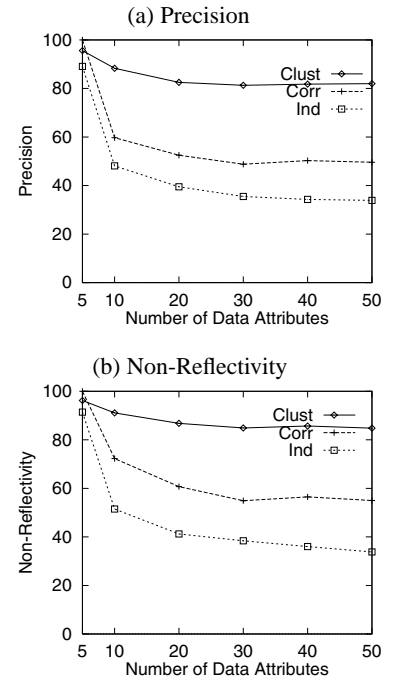 (a) Precision
100
80
60
40
20
0
Precision
Clust
Corr
Ind
5 10 20 30 40 50
Number of Data Attributes
(b) Non-Reflectivity
100
80
60
40
20
0
Non-Reflectivity
Clust
Corr
Ind
5 10 20 30 40 50
Number of Data Attributes